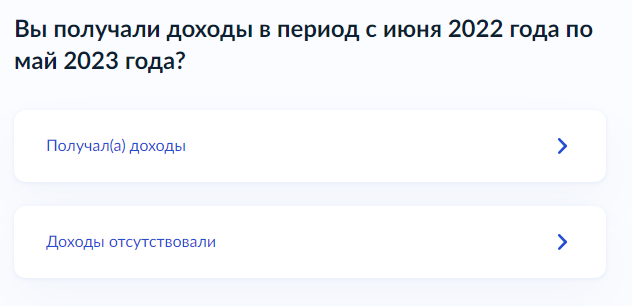 Вы получали доходы в период с июня 2022 года по
май 2023 года?
Получал(а) доходы
Доходы отсутствовали